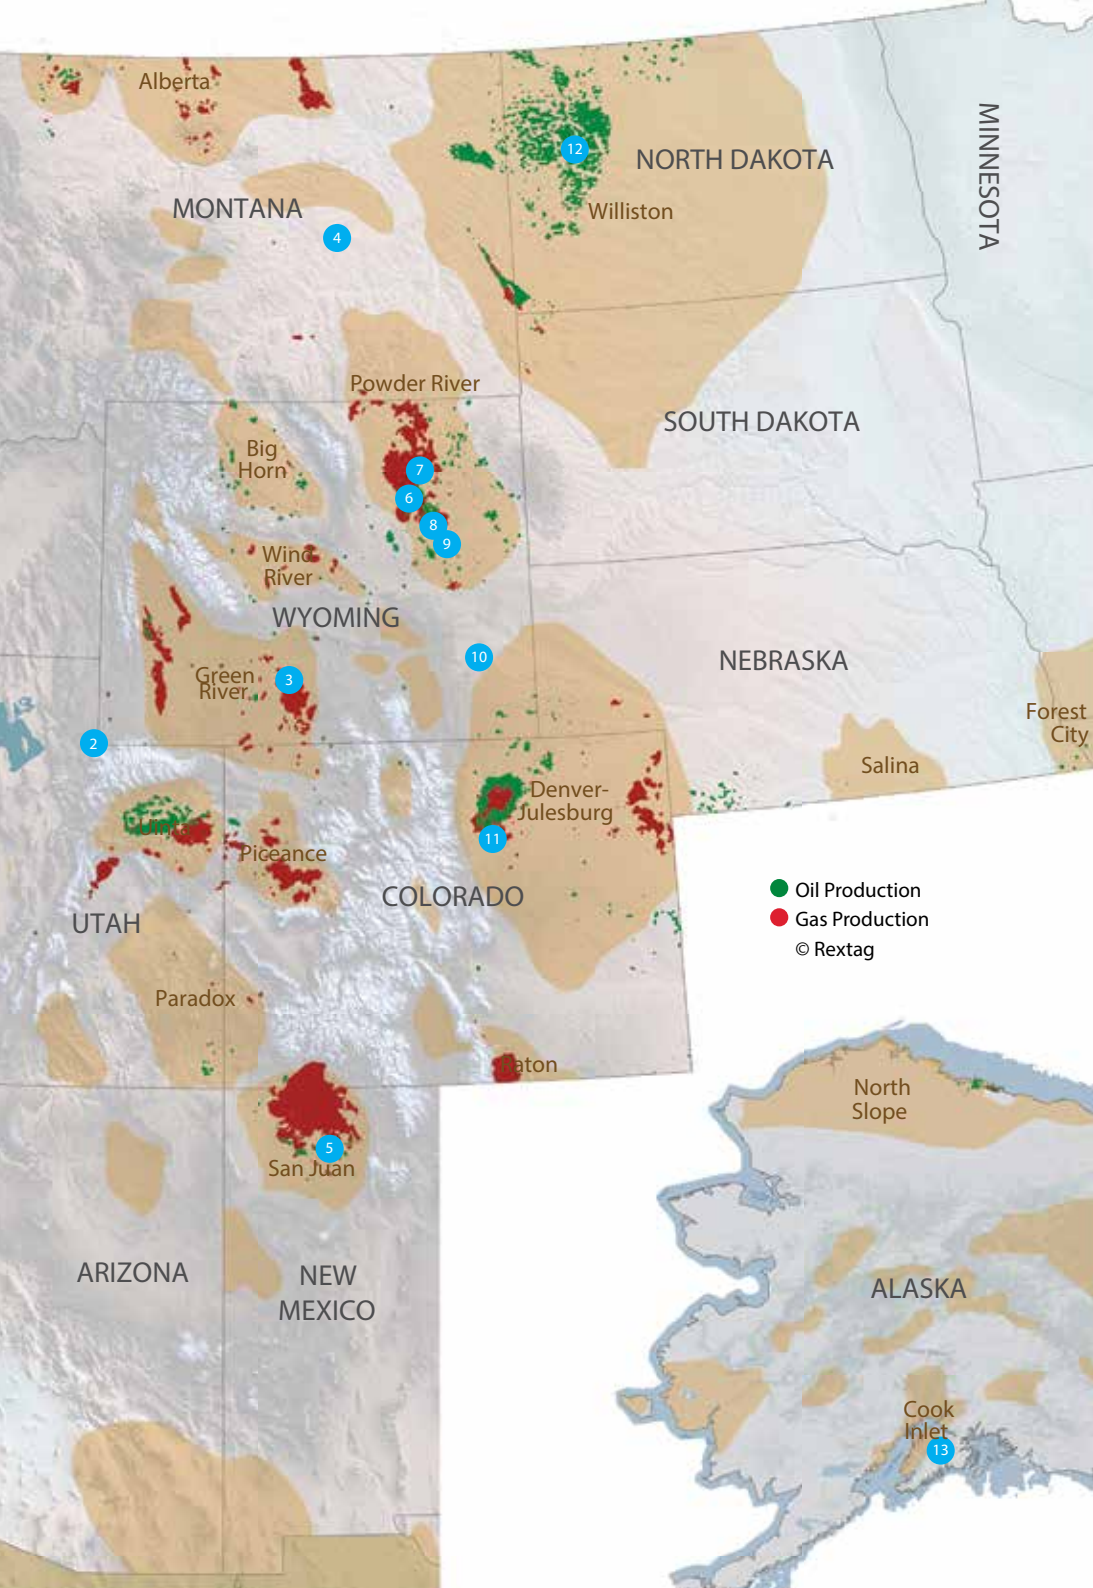 Alberta
MINNESOTA
12
NORTH DAKOTA
MONTANA
Williston
4
Powder River
SOUTH DAKOTA
Big
Horn
7
6
8
9
Wind
River
WYOMING
10
NEBRASKA
Green
River
3
Forest
City
2
Salina
Denver-
Julesburg
Uinta
11
Piceance
COLORADO
Oil Production
Gas Production
© Rextag
UTAH
Paradox
Raton
North
Slope
5
San Juan
ARIZONA
NEW
MEXICO
ALASKA
Cook
Inlet
13